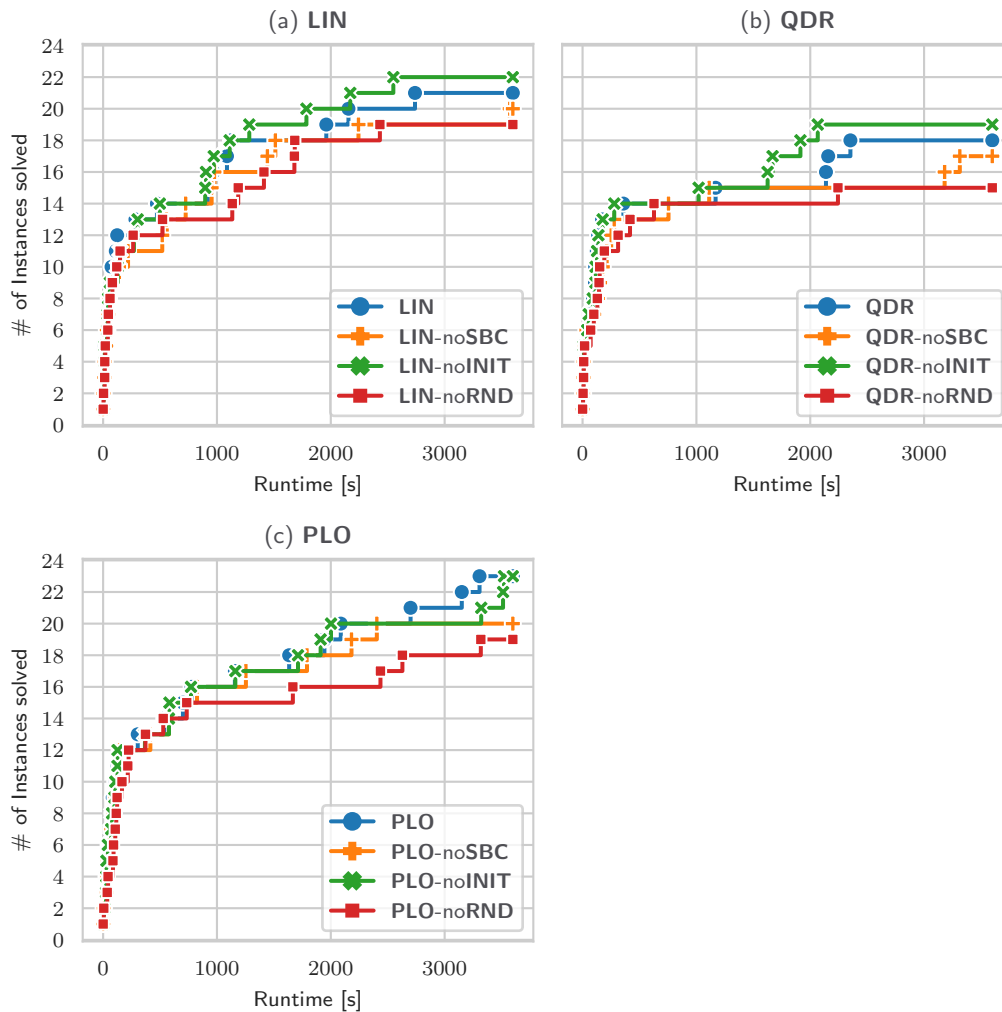 (a) LIN
(b) QDR
24
22
20
18
16
14
12
10
8
6
4
2
0
# of Instances solved
LIN
LIN-noSBC
LIN-noINIT
LIN-noRND
QDR
QDR-noSBC
QDR-noINIT
QDR-noRND
0 1000 2000 3000
Runtime [s]
0 1000 2000 3000
Runtime [s]
(c) PLO
24
22
20
18
16
14
12
10
8
6
4
2
0
# of Instances solved
PLO
PLO-noSBC
PLO-noINIT
PLO-noRND
0 1000 2000 3000
Runtime [s]